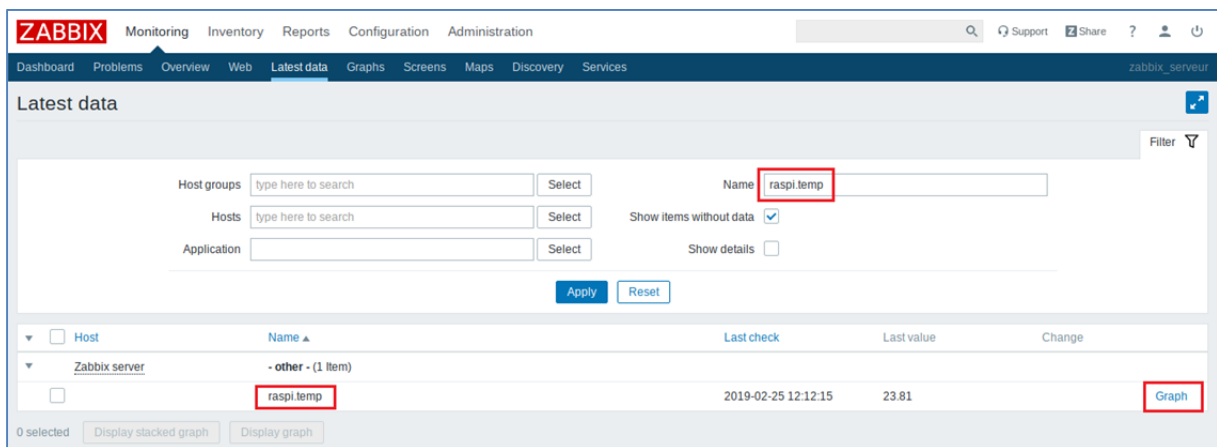 ZABBIX Monitoring Inventory Reports Configuration Administration Support Z Share ?
Dashboard Problems Overview Web Latest data Graphs Screens Maps Discovery Services zabbix_serveur
Latest data
Filter
Host groups type here to search Select Name raspi.temp
Hosts type here to search Select Show items without data
Application Select Show details
Apply Reset
Host Name Last check Last value Change
Zabbix server - other - (1 Item)
raspi.temp 2019-02-25 12:12:15 23.81 Graph
0 selected Display stacked graph Display graph